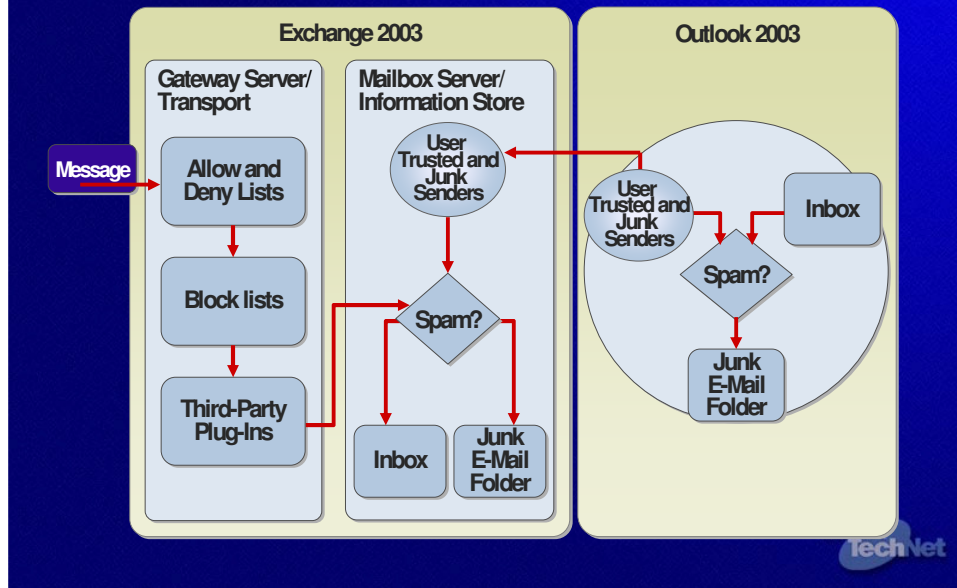 Exchange 2003
Outlook 2003
Gateway Server/
Transport
Mailbox Server/
Information Store
Message
Allow and
Deny Lists
Block lists
Third-Party
Plug-Ins
User
Trusted and
Junk
Senders
Spam?
Inbox
Junk
E-Mail
Folder
User
Trusted and
Junk
Senders
Inbox
Spam?
Junk
E-Mail
Folder
TechNet